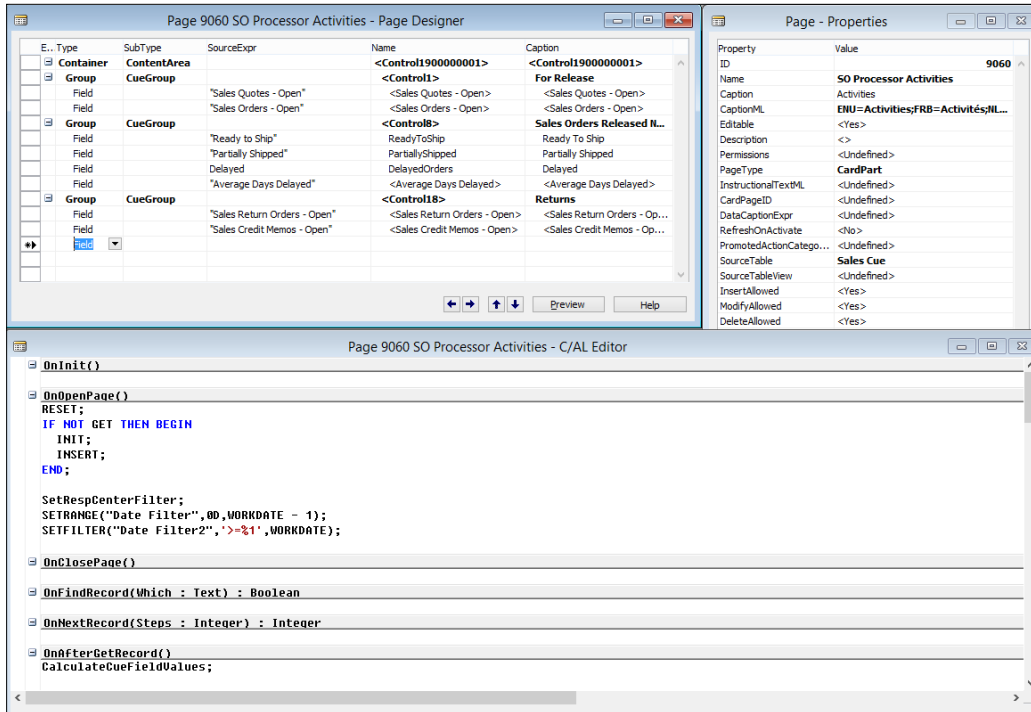 Page 9060 SO Processor Activities - Page Designer
E.. Type SubType SourceExpr Name Caption
Container ContentArea <Control1900000001> <Control1900000001>
Group CueGroup <Control1> For Release
Field "Sales Quotes - Open" <Sales Quotes - Open> <Sales Quotes - Open>
Field "Sales Orders - Open" <Sales Orders - Open> <Sales Orders - Open>
Group CueGroup <Control8> Sales Orders Released N...
Field "Ready to Ship" ReadyToShip Ready To Ship
Field "Partially Shipped" PartiallyShipped Partially Shipped
Field Delayed DelayedOrders Delayed
Field "Average Days Delayed" <Average Days Delayed> <Average Days Delayed>
Group CueGroup <Control18> Returns
Field "Sales Return Orders - Open" <Sales Return Orders - Open> <Sales Return Orders - Op...
Field "Sales Credit Memos - Open" <Sales Credit Memos - Open> <Sales Credit Memos - Op...
Field
Preview Help
Page - Properties
Property Value
ID 9060
Name SO Processor Activities
Caption Activities
CaptionML ENU=Activities;FRB=Activités;NL...
Editable <Yes>
Description <>
Permissions <Undefined>
PageType CardPart
InstructionalTextML <Undefined>
CardPageID <Undefined>
DataCaptionExpr <Undefined>
RefreshOnActivate <No>
PromotedActionCatego... <Undefined>
SourceTable Sales Cue
SourceTableView <Undefined>
InsertAllowed <Yes>
ModifyAllowed <Yes>
DeleteAllowed <Yes>
Page 9060 SO Processor Activities - C/AL Editor
OnInit()
OnOpenPage()
RESET;
IF NOT GET THEN BEGIN
INIT;
INSERT;
END;
SetRespCenterFilter;
SETRANGE("Date Filter",0D,WORKDATE - 1);
SETFILTER("Date Filter2",'>=%1',WORKDATE);
OnClosePage()
OnFindRecord(Which : Text) : Boolean
OnNextRecord(Steps : Integer) : Integer
OnAfterGetRecord()
CalculateCueFieldValues;